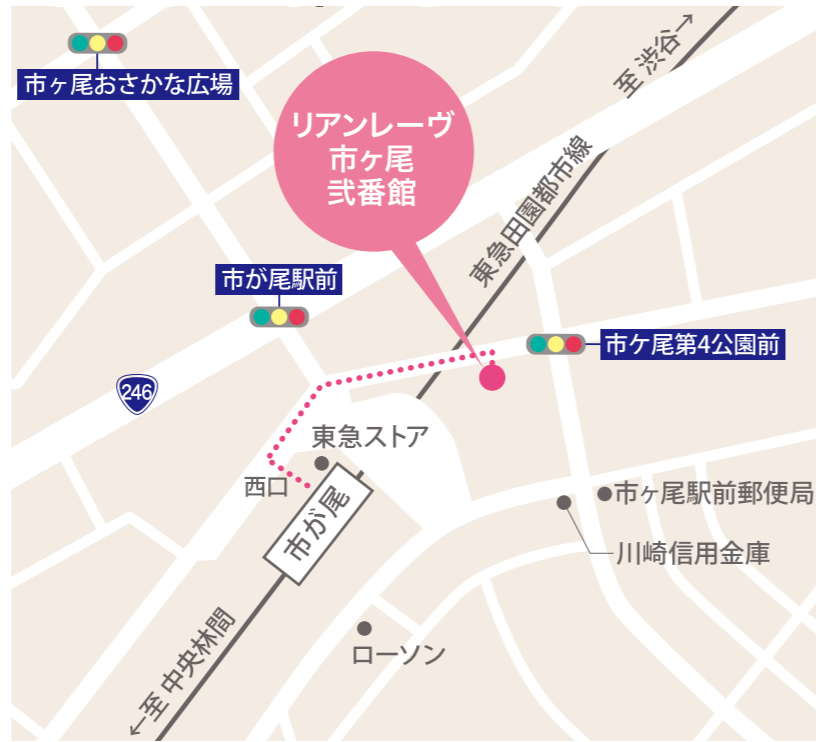 至 渋谷→
市ヶ尾おさかな広場
リアンレーヴ
市ヶ尾
弐番館
東急田園都市線
市が尾駅前
市ケ尾第4公園前
246
東急ストア
西口
市が尾
市ヶ尾駅前郵便局
川崎信用金庫
ローソン
←至 中央林間